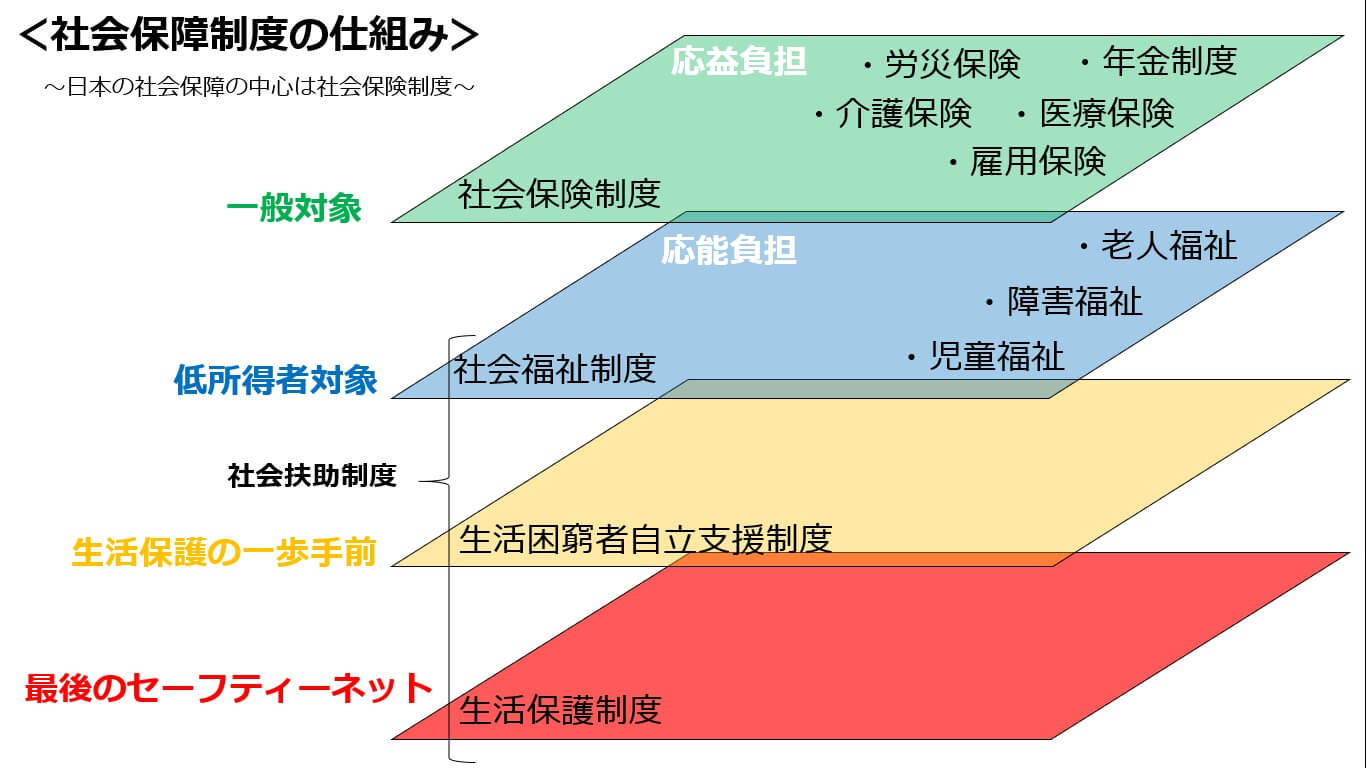 ＜社会保障制度の仕組み＞
～日本の社会保障の中心は社会保険制度～
応益負担
・労災保険 ・年金制度
・介護保険 ・医療保険
・雇用保険
社会保険制度
一般対象
応能負担
・老人福祉
・障害福祉
・児童福祉
社会福祉制度
低所得者対象
社会扶助制度
生活困窮者自立支援制度
生活保護の一歩手前
最後のセーフティーネット
生活保護制度